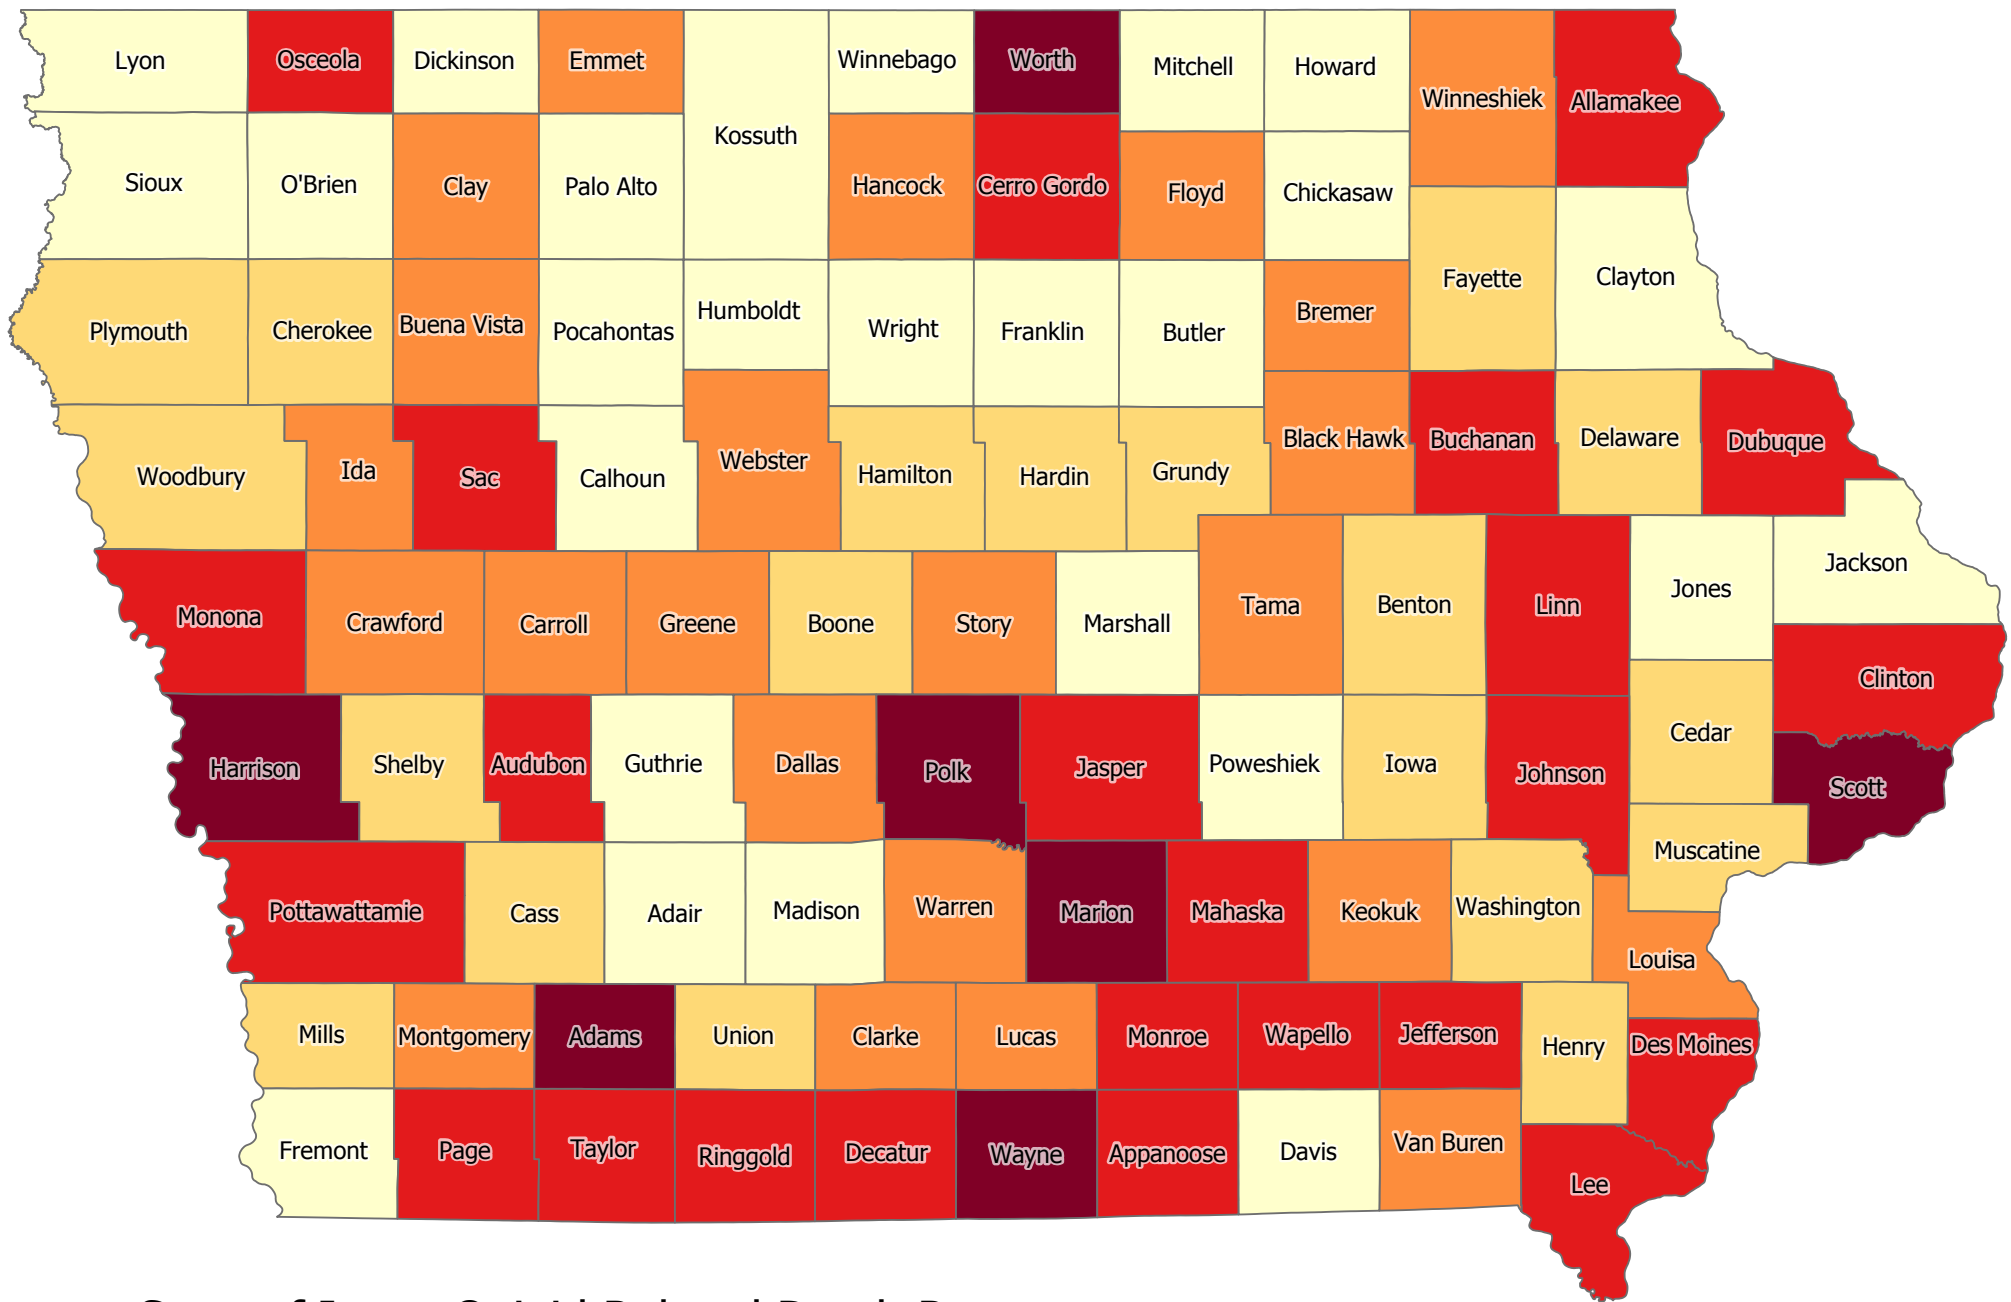 Lyon
Osceola
Dickinson
Emmet
Kossuth
Winnebago
Worth
Mitchell
Howard
Winneshiek
Allamakee
Sioux
O'Brien
Clay
Palo Alto
Hancock
Cerro Gordo
Floyd
Chickasaw
Fayette
Clayton
Plymouth
Cherokee
Buena Vista
Pocahontas
Humboldt
Wright
Franklin
Butler
Bremer
Woodbury
Ida
Sac
Calhoun
Webster
Hamilton
Hardin
Grundy
Black Hawk
Buchanan
Delaware
Dubuque
Monona
Crawford
Carroll
Greene
Boone
Story
Marshall
Tama
Benton
Linn
Jones
Jackson
Clinton
Harrison
Shelby
Audubon
Guthrie
Dallas
Polk
Jasper
Poweshiek
Iowa
Johnson
Cedar
Scott
Muscatine
Pottawattamie
Cass
Adair
Madison
Warren
Marion
Mahaska
Keokuk
Washington
Louisa
Mills
Montgomery
Adams
Union
Clarke
Lucas
Monroe
Wapello
Jefferson
Henry
Des Moines
Fremont
Page
Taylor
Ringgold
Decatur
Wayne
Appanoose
Davis
Van Buren
Lee